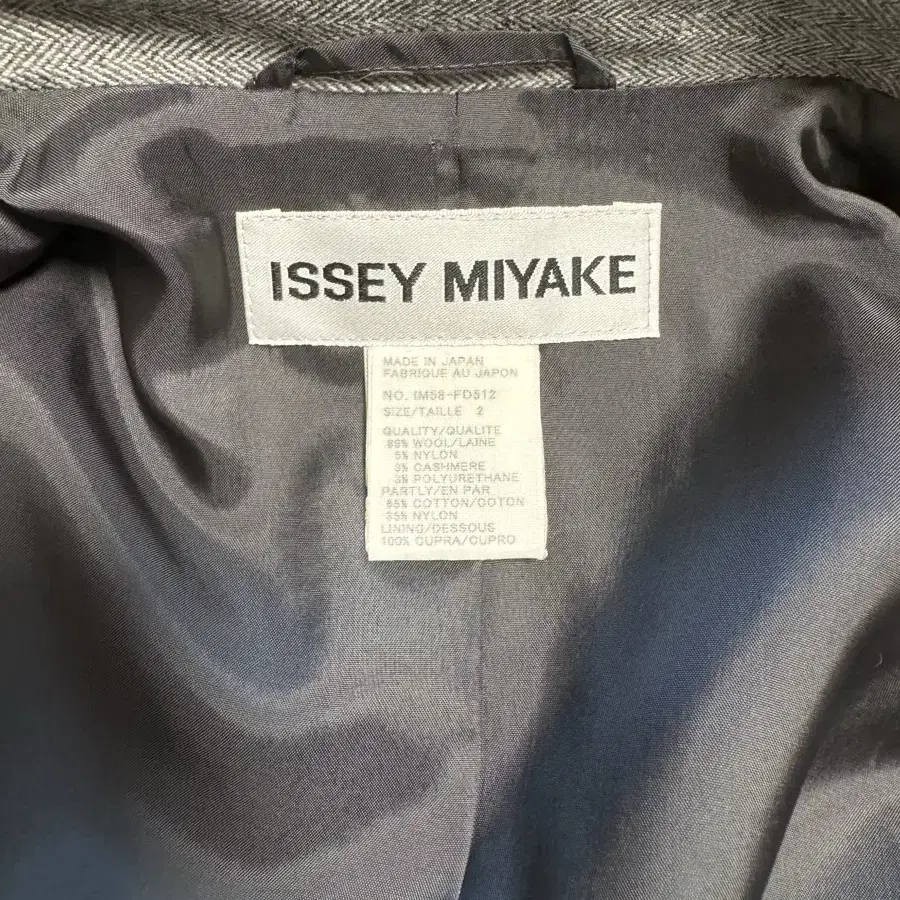 ISSEY MIYAKE
MADE IN JAPAN
FABRIQUE AU JAPON
NO. IM58-FD512
SIZE/TAILLE 2
QUALITY/QUALITE
89% WOOL/LAINE
5% NYLON
3% CASHMERE
3% POLYURETHANE
PARTLY/EN PAR
65% COTTON/COTON
35% NYLON
LINING/DESSOUS
100% CUPRA/CUPRO